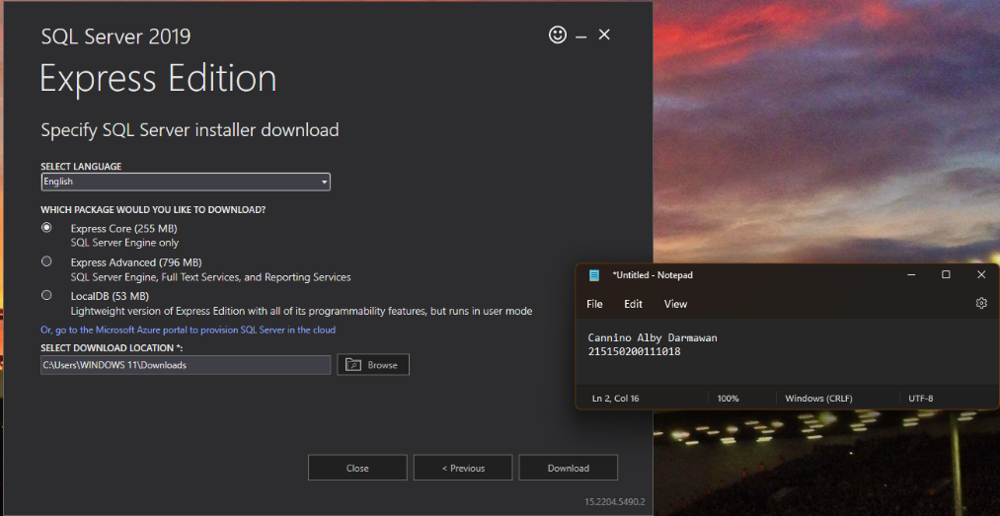 SQL Server 2019
Express Edition
Specify SQL Server installer download
SELECT LANGUAGE
English
WHICH PACKAGE WOULD YOU LIKE TO DOWNLOAD?
Express Core (255 MB)
SQL Server Engine only
Express Advanced (796 MB)
SQL Server Engine, Full Text Services, and Reporting Services
LocalDB (53 MB)
Lightweight version of Express Edition with all of its programmability features, but runs in user mode
Or, go to the Microsoft Azure portal to provision SQL Server in the cloud
SELECT DOWNLOAD LOCATION *:
C:\Users\WINDOWS 11\Downloads
Browse
Close
< Previous
Download
15.2204.5490.2
*Untitled - Notepad
File Edit View
Cannino Alby Darmawan
215150200111018
Ln 2, Col 16 100% Windows (CRLF) UTF-8